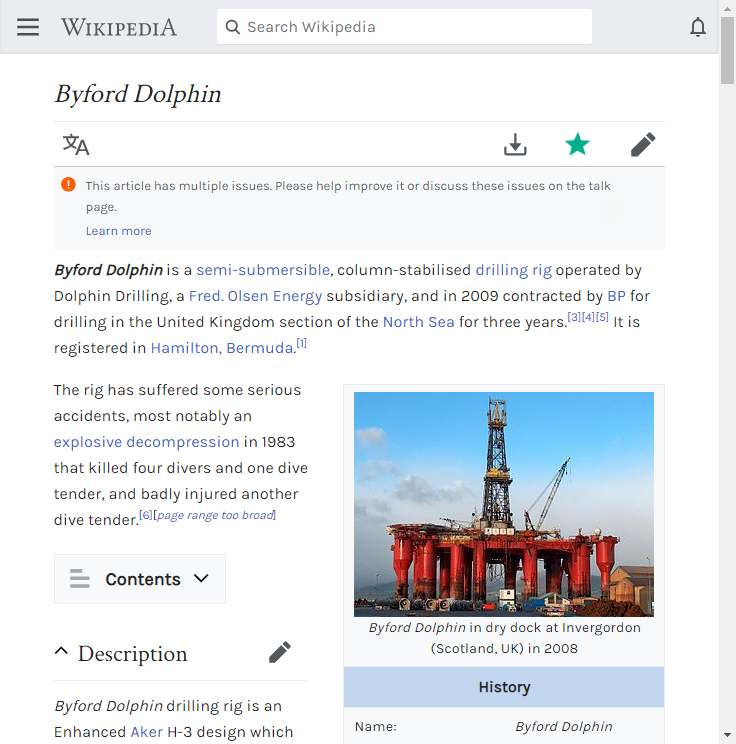 WIKIPEDIA
Search Wikipedia
Byford Dolphin
文A
This article has multiple issues. Please help improve it or discuss these issues on the talk
page.
Learn more
Byford Dolphin is a semi-submersible, column-stabilised drilling rig operated by
Dolphin Drilling, a Fred. Olsen Energy subsidiary, and in 2009 contracted by BP for
drilling in the United Kingdom section of the North Sea for three years.[3][4][5] It is
registered in Hamilton, Bermuda.[1]
The rig has suffered some serious
accidents, most notably an
explosive decompression in 1983
that killed four divers and one dive
tender, and badly injured another
dive tender.[6][page range too broad]
Contents
Description
Byford Dolphin drilling rig is an
Enhanced Aker H-3 design which
Byford Dolphin in dry dock at Invergordon
(Scotland, UK) in 2008
History
Name: Byford Dolphin